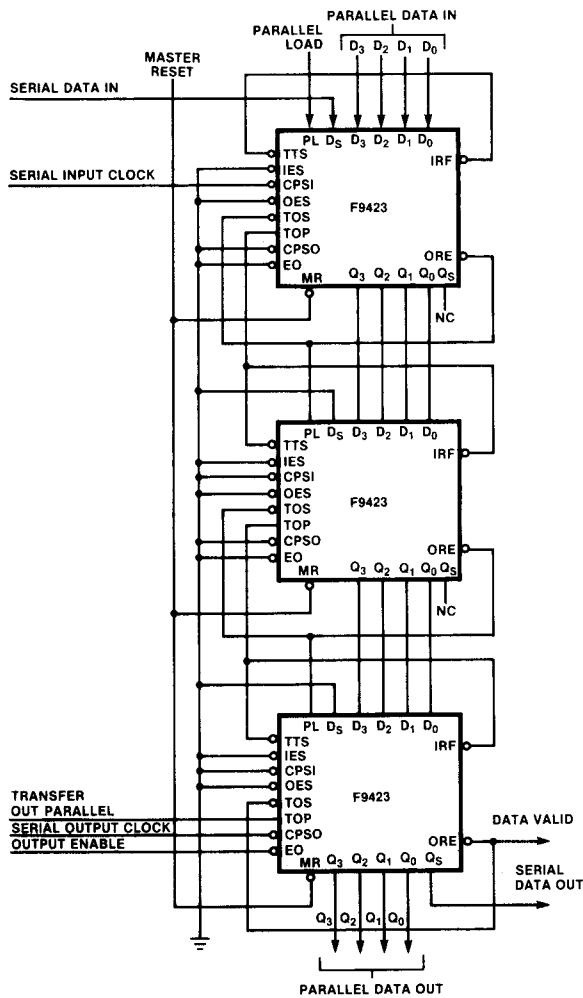 PARALLEL DATA IN
PARALLEL LOAD
D3 D2 D1 D0
MASTER RESET
SERIAL DATA IN
PL DS D3 D2 D1 D0
TTS
IRF
IES
SERIAL INPUT CLOCK
CPSI
OES
F9423
TOS
TOP
CPSO
ORE
EO
MR Q3 Q2 Q1 Q0 QS
NC
PL DS D3 D2 D1 D0
TTS
IRF
IES
CPSI
OES
F9423
TOS
TOP
CPSO
ORE
EO
MR Q3 Q2 Q1 Q0 QS
NC
PL DS D3 D2 D1 D0
TTS
IRF
IES
CPSI
OES
F9423
TRANSFER OUT PARALLEL
TOS
TOP
SERIAL OUTPUT CLOCK
CPSO
ORE
DATA VALID
OUTPUT ENABLE
EO
MR Q3 Q2 Q1 Q0 QS
SERIAL DATA OUT
Q3 Q2 Q1 Q0
PARALLEL DATA OUT